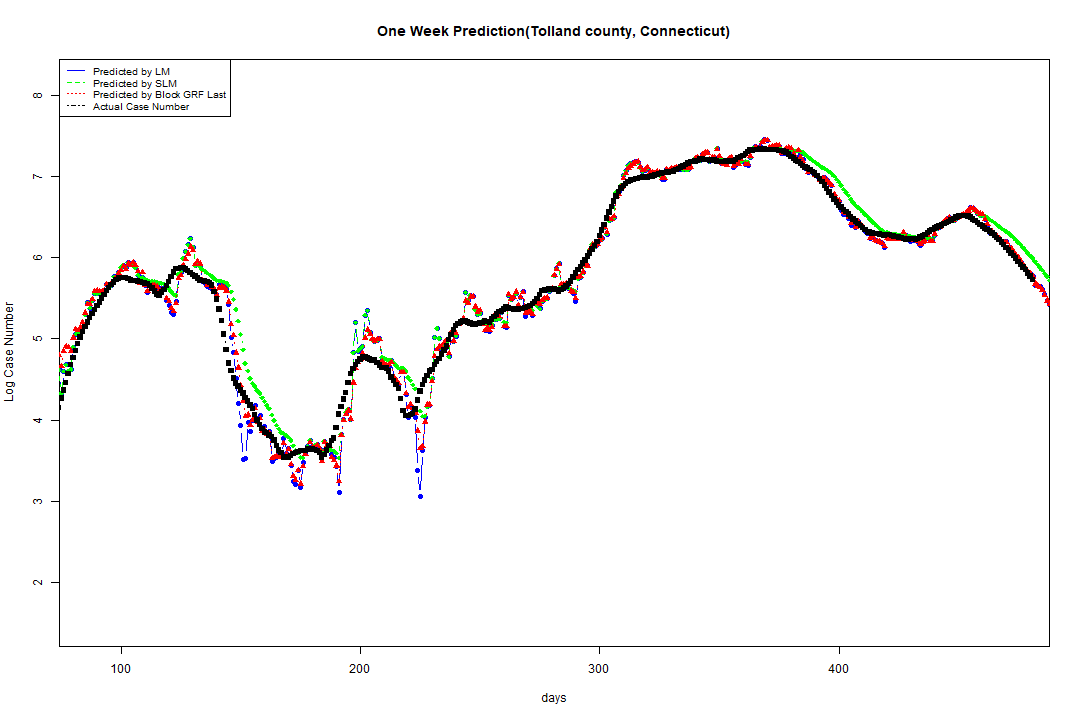 One Week Prediction(Tolland county, Connecticut)
Predicted by LM
Predicted by SLM
Predicted by Block GRF Last
Actual Case Number
Log Case Number
8
7
6
5
4
3
2
100 200 300 400
days